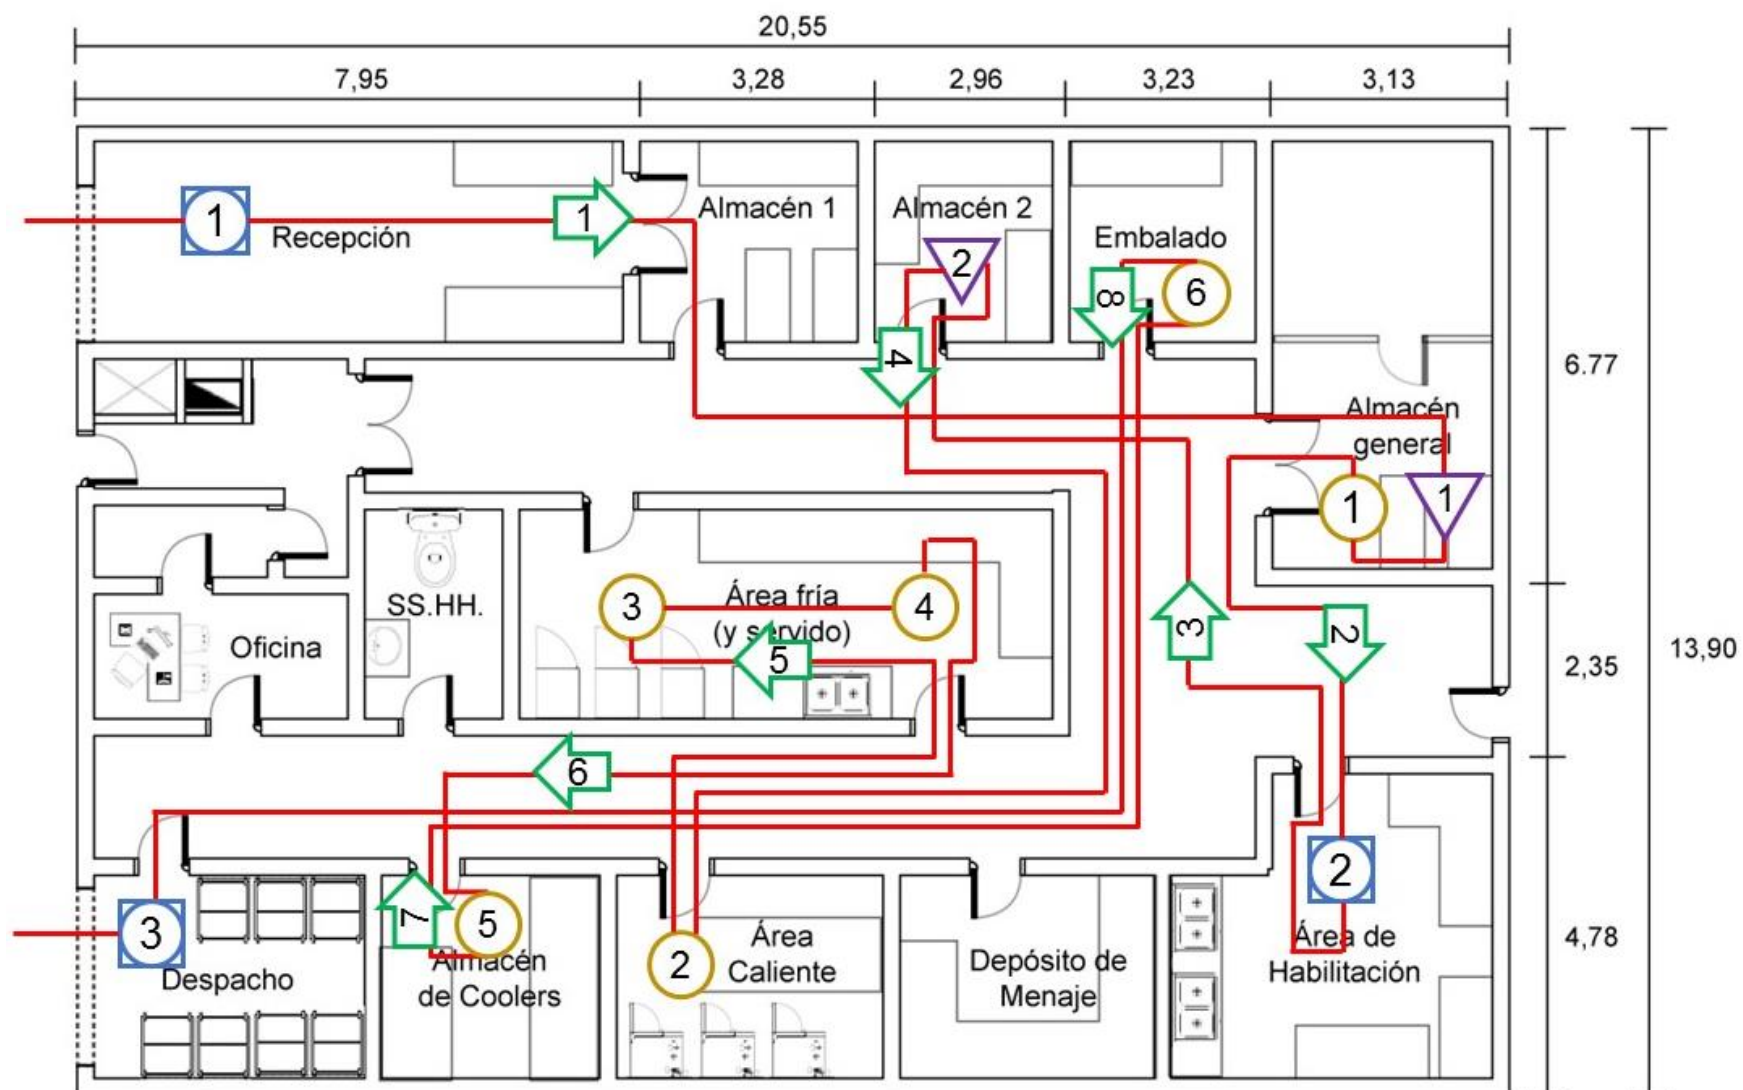 20,55
7,95
3,28
2,96
3,23
3,13
1
1
Recepción
Almacén 1
Almacén 2
2
Embalado
8
6
4
6.77
Almacén
general
1
1
3
Área fría
(y servido)
4
SS.HH.
Oficina
5
3
2
2,35
13,90
6
2
3
Despacho
7
5
Almacén
de Coolers
2
Área
Caliente
Depósito de
Menaje
Área de
Habilitación
4,78